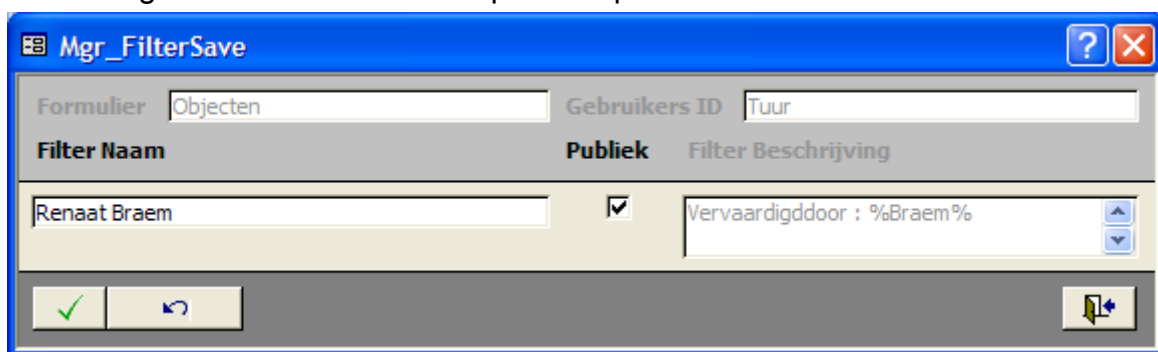 Mgr_FilterSave
Formulier Objecten Gebruikers ID Tuur
Filter Naam Publiek Filter Beschrijving
Renaat Braem Vervaardigddoor : %Braem%